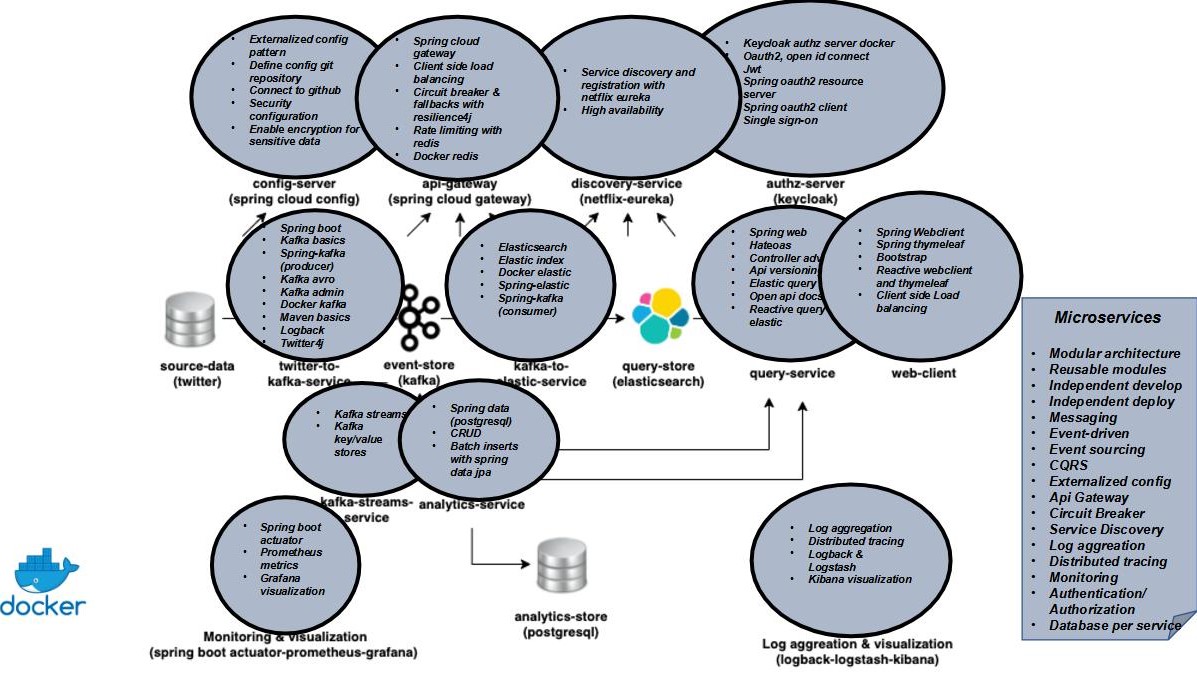 • Externalized config
pattern
• Define config git
repository
• Connect to github
• Security
configuration
• Enable encryption for
sensitive data
config-server
(spring cloud config)
• Spring cloud
gateway
• Client side load
balancing
• Circuit breaker &
fallbacks with
resilience4j
• Rate limiting with
redis
• Docker redis
api-gateway
(spring cloud gateway)
• Service discovery and
registration with
netflix eureka
• High availability
discovery-service
(netflix-eureka)
• Keycloak authz server docker
Oauth2, open id connect
Jwt
Spring oauth2 resource
server
Spring oauth2 client
Single sign-on
authz-server
(keycloak)
source-data
(twitter)
• Spring boot
• Kafka basics
• Spring-kafka
(producer)
• Kafka avro
• Kafka admin
• Docker kafka
• Maven basics
• Logback
• Twitter4j
twitter-to-
kafka-service
event-store
(kafka)
• Elasticsearch
• Elastic index
• Docker elastic
• Spring-elastic
• Spring-kafka
(consumer)
kafka-to-
elastic-service
query-store
(elasticsearch)
• Spring web
• Hateoas
• Controller adv
• Api versionin
• Elastic query
• Open api docs
• Reactive query
elastic
query-service
• Spring Webclient
• Spring thymeleaf
• Bootstrap
• Reactive webclient
and thymeleaf
• Client side Load
balancing
web-client
• Kafka streams
• Kafka
key/value
stores
kafka-streams-
service
• Spring data
(postgresql)
• CRUD
• Batch inserts
with spring
data jpa
analytics-service
analytics-store
(postgresql)
docker
• Spring boot
actuator
• Prometheus
metrics
• Grafana
visualization
Monitoring & visualization
(spring boot actuator-prometheus-grafana)
• Log aggregation
• Distributed tracing
• Logback &
Logstash
• Kibana visualization
Log aggreation & visualization
(logback-logstash-kibana)
Microservices
• Modular architecture
• Reusable modules
• Independent develop
• Independent deploy
• Messaging
• Event-driven
• Event sourcing
• CQRS
• Externalized config
• Api Gateway
• Circuit Breaker
• Service Discovery
• Log aggreation
• Distributed tracing
• Monitoring
• Authentication/
Authorization
• Database per service